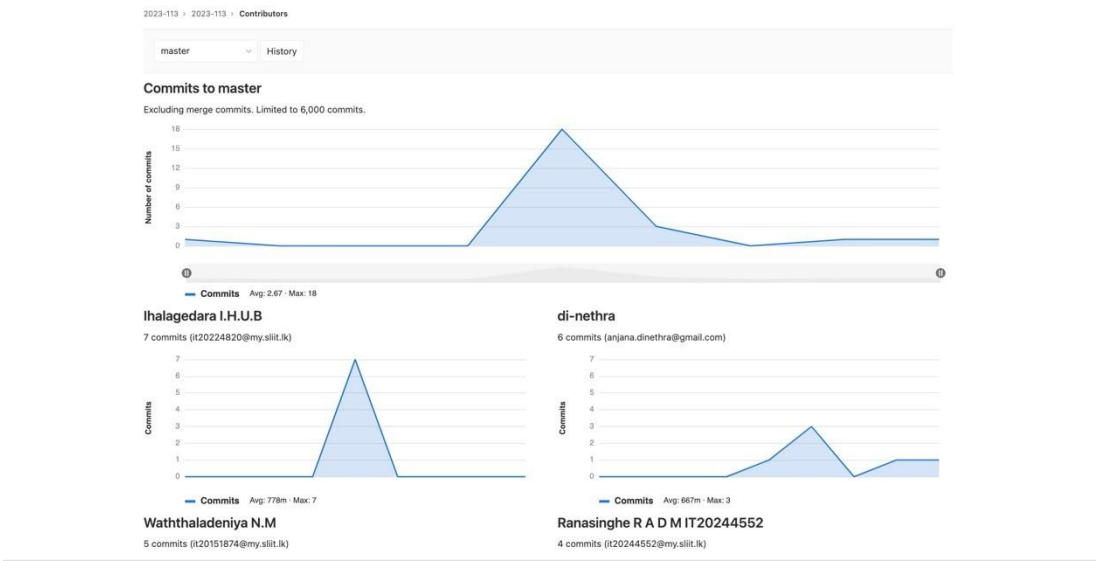 2023-113 › 2023-113 › Contributors
master History
Commits to master
Excluding merge commits. Limited to 6,000 commits.
18
15
12
9
6
3
0
Number of commits
Commits Avg: 2.67 · Max: 18
Ihalagedara I.H.U.B
7 commits (it20224820@my.sliit.lk)
7
6
5
4
3
2
1
0
Commits
Commits Avg: 778m · Max: 7
di-nethra
6 commits (anjana.dinethra@gmail.com)
7
6
5
4
3
2
1
0
Commits
Commits Avg: 667m · Max: 3
Waththaladeniya N.M
5 commits (it20151874@my.sliit.lk)
Ranasinghe R A D M IT20244552
4 commits (it20244552@my.sliit.lk)